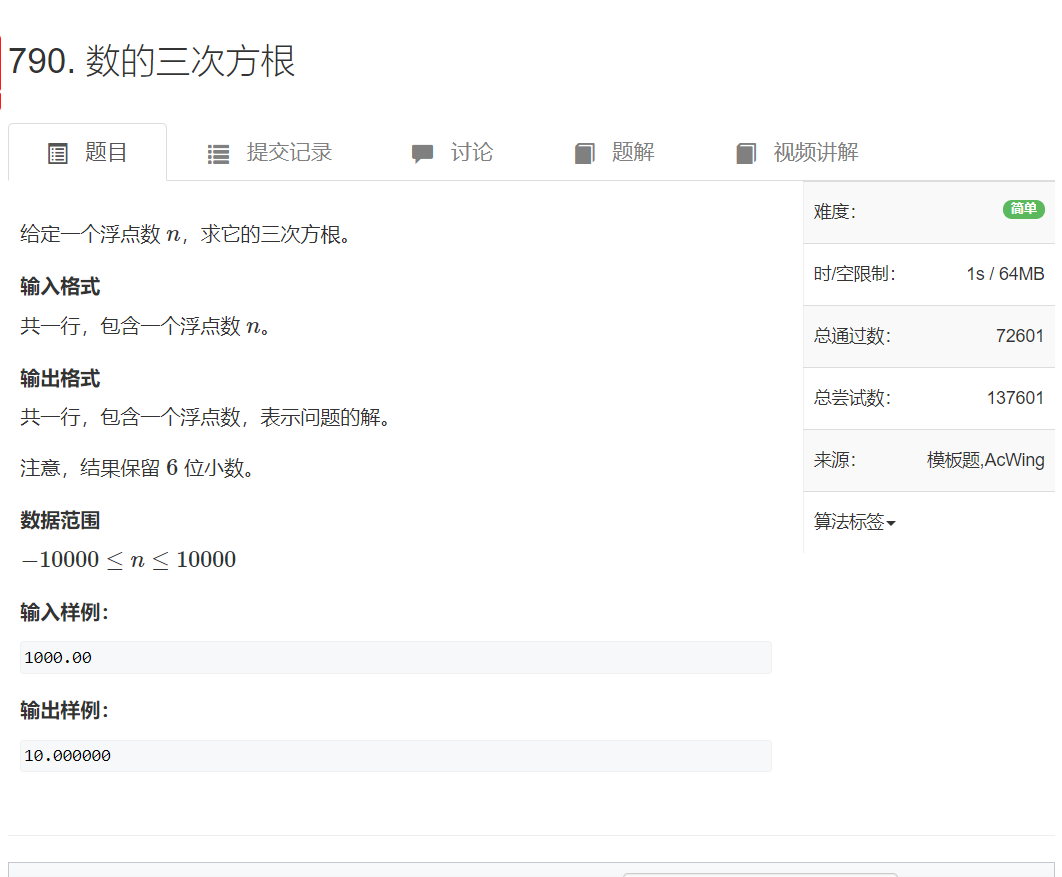 790. 数的三次方根
题目 提交记录 讨论 题解 视频讲解
给定一个浮点数 n，求它的三次方根。
输入格式
共一行，包含一个浮点数 n。
输出格式
共一行，包含一个浮点数，表示问题的解。
注意，结果保留 6 位小数。
数据范围
−10000 ≤ n ≤ 10000
输入样例：
1000.00
输出样例：
10.000000
难度： 简单
时/空限制： 1s / 64MB
总通过数： 72601
总尝试数： 137601
来源： 模板题,AcWing
算法标签